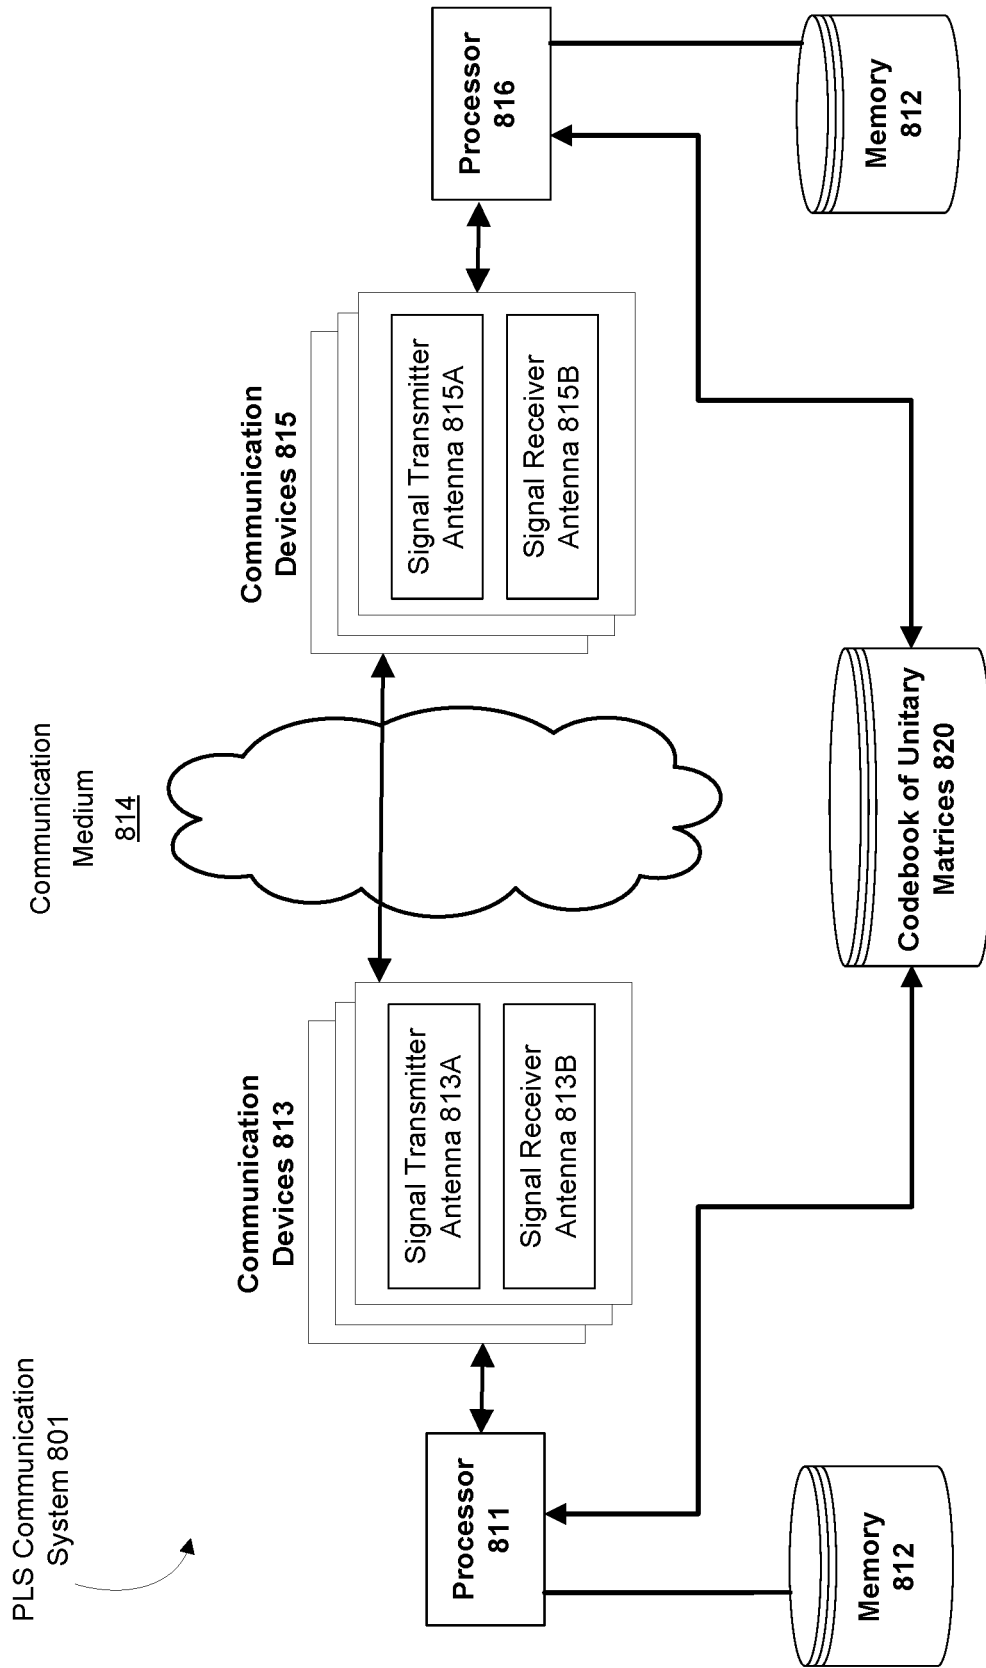 PLS Communication
System 801
Communication
Medium
814
Communication
Devices 813
Signal Transmitter
Antenna 813A
Signal Receiver
Antenna 813B
Communication
Devices 815
Signal Transmitter
Antenna 815A
Signal Receiver
Antenna 815B
Processor
811
Processor
816
Memory
812
Codebook of Unitary
Matrices 820
Memory
812